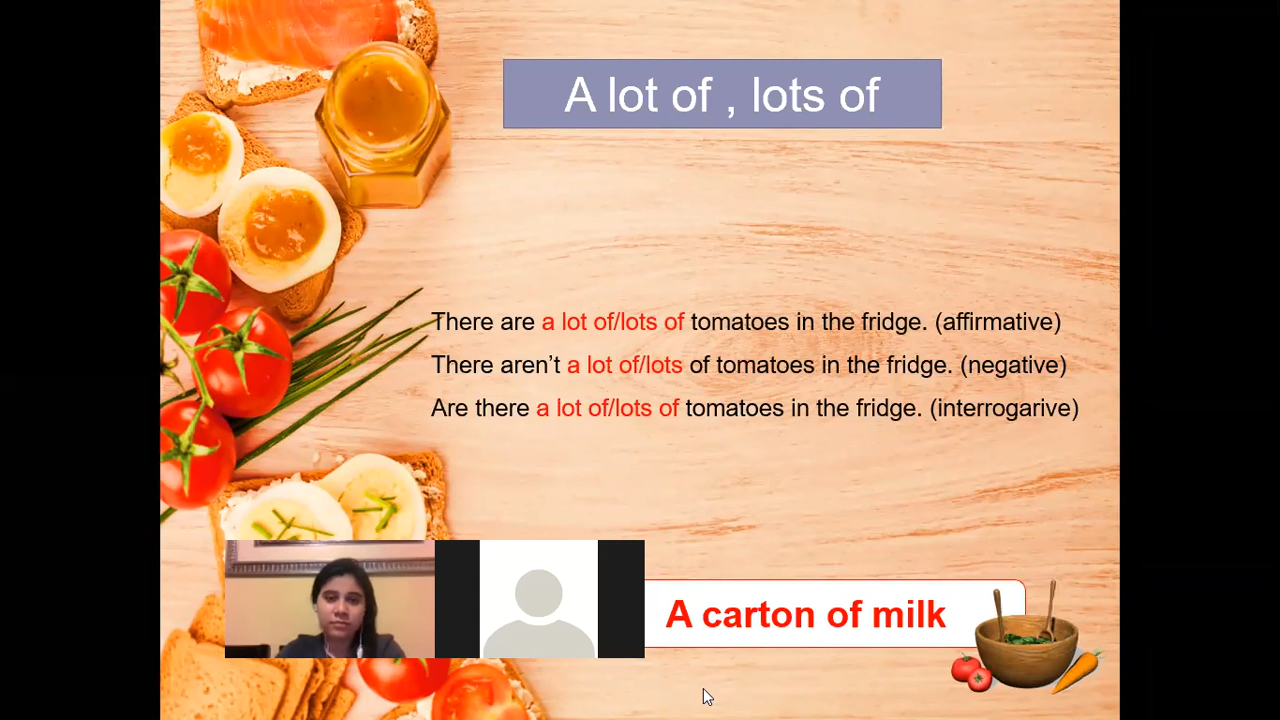 A lot of , lots of
There are a lot of/lots of tomatoes in the fridge. (affirmative)
There aren’t a lot of/lots of tomatoes in the fridge. (negative)
Are there a lot of/lots of tomatoes in the fridge. (interrogarive)
A carton of milk